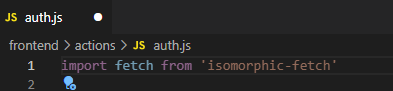 JS auth.js
frontend > actions > JS auth.js
1 import fetch from 'isomorphic-fetch'
2